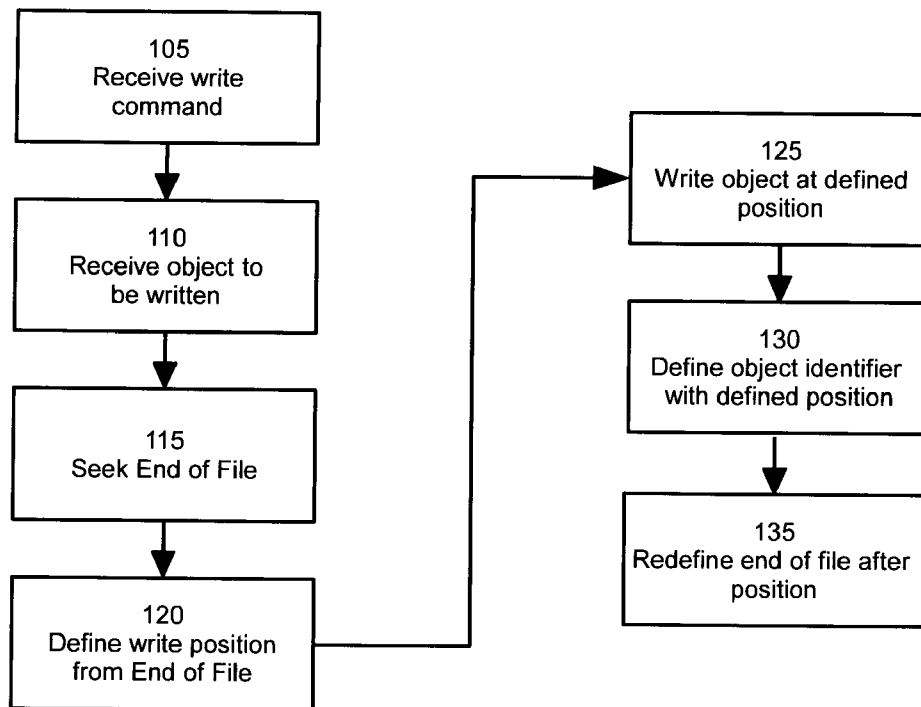 105
Receive write
command
110
Receive object to
be written
115
Seek End of File
120
Define write position
from End of File
125
Write object at defined
position
130
Define object identifier
with defined position
135
Redefine end of file after
position